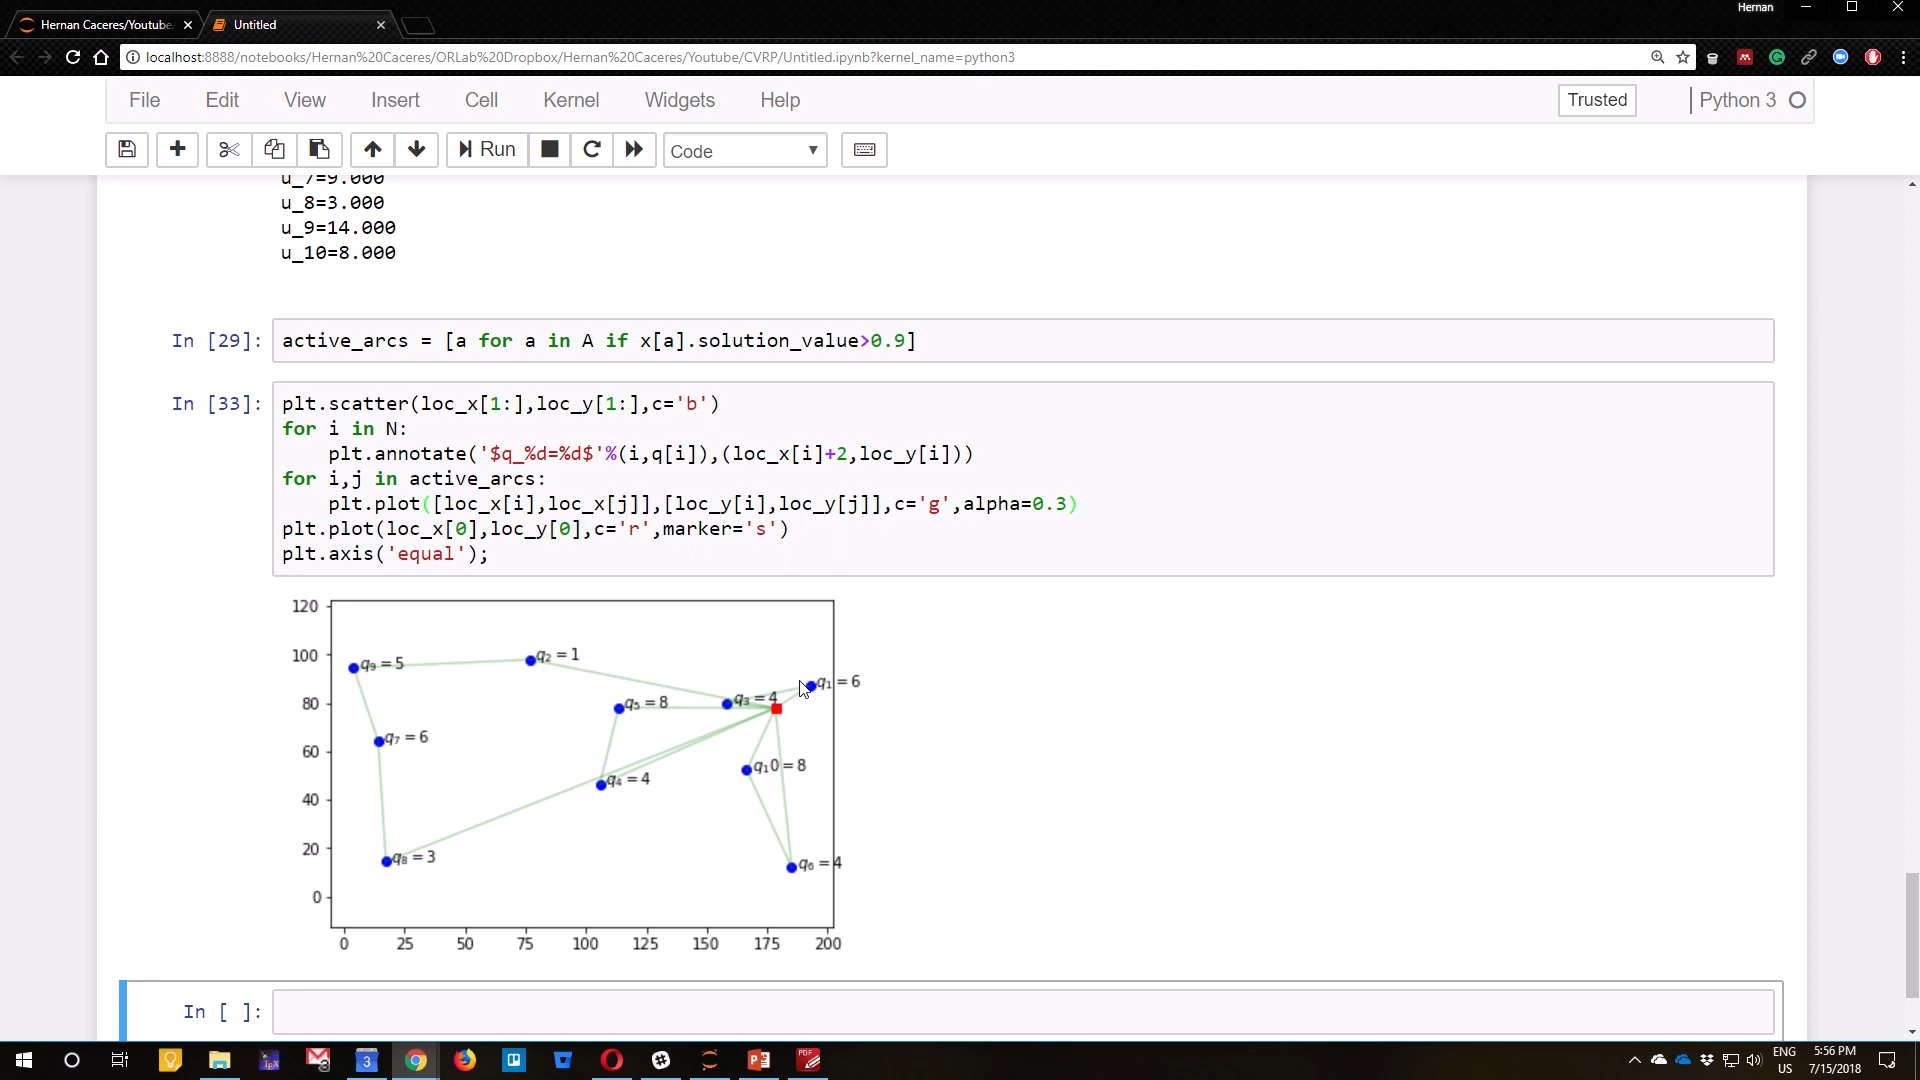 Hernan
Hernan Caceres/Youtube
Untitled
localhost:8888/notebooks/Hernan%20Caceres/ORLab%20Dropbox/Hernan%20Caceres/Youtube/CVRP/Untitled.ipynb?kernel_name=python3
File Edit View Insert Cell Kernel Widgets Help Trusted Python 3
Run Code
u_7=9.000
u_8=3.000
u_9=14.000
u_10=8.000
In [29]: active_arcs = [a for a in A if x[a].solution_value>0.9]
In [33]: plt.scatter(loc_x[1:],loc_y[1:],c='b')
for i in N:
    plt.annotate('$q_%d=%d$'%(i,q[i]),(loc_x[i]+2,loc_y[i]))
for i,j in active_arcs:
    plt.plot([loc_x[i],loc_x[j]],[loc_y[i],loc_y[j]],c='g',alpha=0.3)
plt.plot(loc_x[0],loc_y[0],c='r',marker='s')
plt.axis('equal');
120
100
80
60
40
20
0
q₂ = 1
q₉ = 5
q₁ = 6
q₃ = 4
q₅ = 8
q₇ = 6
q₁0 = 8
q₄ = 4
q₈ = 3
q₆ = 4
0 25 50 75 100 125 150 175 200
In [ ]:
ENG
US
5:56 PM
7/15/2018